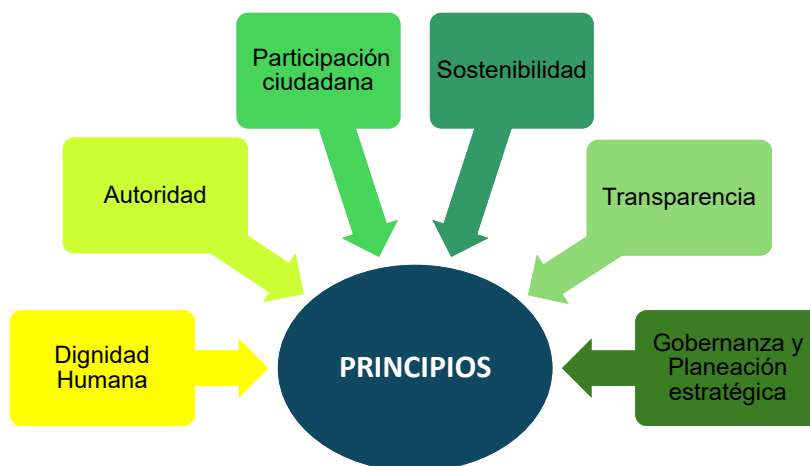 Participación
ciudadana
Sostenibilidad
Autoridad
Transparencia
Dignidad
Humana
PRINCIPIOS
Gobernanza y
Planeación
estratégica